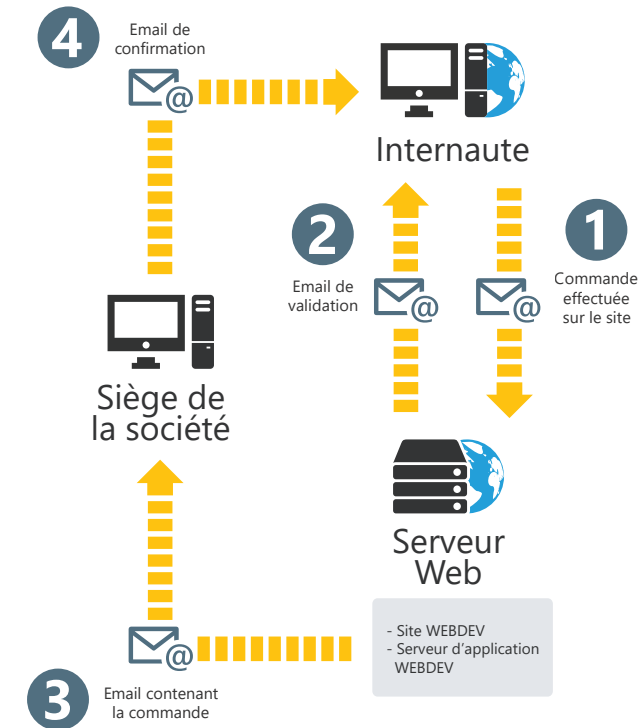 4
Email de
confirmation
@
Internaute
2
Email de
validation
@
1
Commande
effectuée
sur le site
@
Siège de
la société
Serveur
Web
- Site WEBDEV
- Serveur d'application
WEBDEV
@
3
Email contenant
la commande